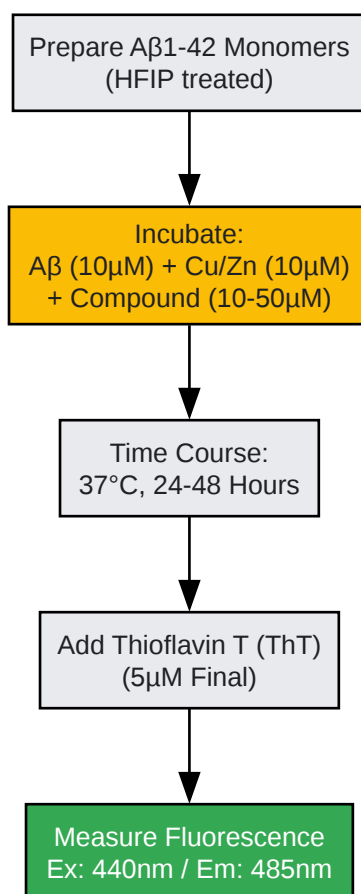 Prepare Aβ1-42 Monomers
(HFIP treated)
Incubate:
Aβ (10µM) + Cu/Zn (10µM)
+ Compound (10-50µM)
Time Course:
37°C, 24-48 Hours
Add Thioflavin T (ThT)
(5µM Final)
Measure Fluorescence
Ex: 440nm / Em: 485nm